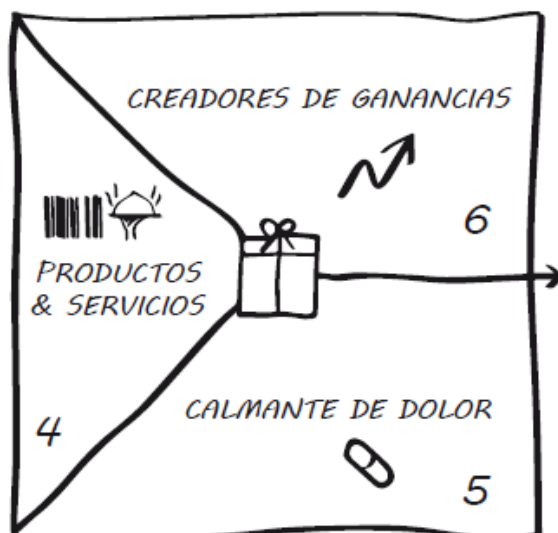 CREADORES DE GANANCIAS
6
PRODUCTOS
& SERVICIOS
4
CALMANTE DE DOLOR
5